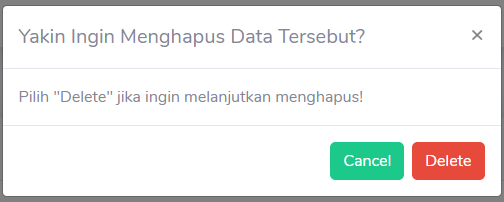 Yakin Ingin Menghapus Data Tersebut? ×
Pilih "Delete" jika ingin melanjutkan menghapus!
Cancel Delete